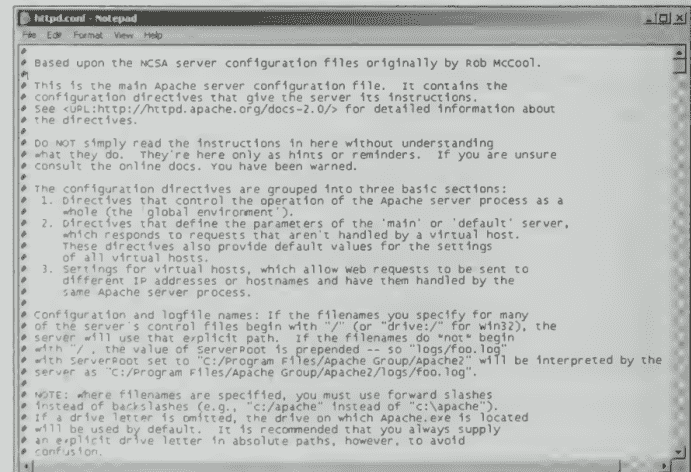 httpd.conf - Notepad
File Edit Format View Help
#
# Based upon the NCSA server configuration files originally by Rob McCool.
#
# This is the main Apache server configuration file.  It contains the
# configuration directives that give the server its instructions.
# See <URL:http://httpd.apache.org/docs-2.0/> for detailed information about
# the directives.
#
# Do NOT simply read the instructions in here without understanding
# what they do.  They're here only as hints or reminders.  If you are unsure
# consult the online docs. You have been warned.
#
# The configuration directives are grouped into three basic sections:
#  1. Directives that control the operation of the Apache server process as a
#     whole (the 'global environment').
#  2. Directives that define the parameters of the 'main' or 'default' server,
#     which responds to requests that aren't handled by a virtual host.
#     These directives also provide default values for the settings
#     of all virtual hosts.
#  3. Settings for virtual hosts, which allow Web requests to be sent to
#     different IP addresses or hostnames and have them handled by the
#     same Apache server process.
#
# Configuration and logfile names: If the filenames you specify for many
# of the server's control files begin with "/" (or "drive:/" for Win32), the
# server will use that explicit path.  If the filenames do *not* begin
# with "/", the value of ServerRoot is prepended -- so "logs/foo.log"
# with ServerRoot set to "C:/Program Files/Apache Group/Apache2" will be interpreted by the
# server as "C:/Program Files/Apache Group/Apache2/logs/foo.log".
#
# NOTE: Where filenames are specified, you must use forward slashes
# instead of backslashes (e.g., "c:/apache" instead of "c:\apache").
# If a drive letter is omitted, the drive on which Apache.exe is located
# will be used by default.  It is recommended that you always supply
# an explicit drive letter in absolute paths, however, to avoid
# confusion.